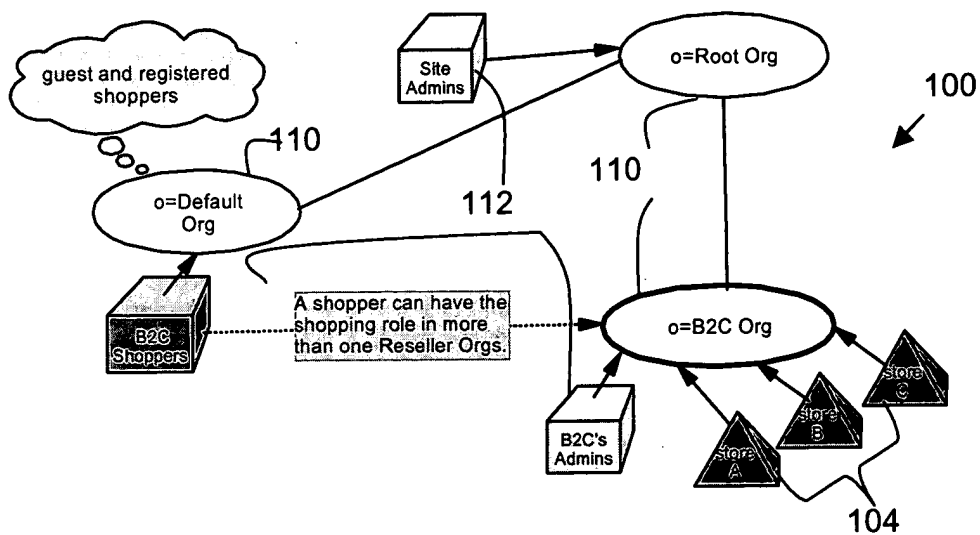 guest and registered
shoppers
Site
Admins
o=Root Org
100
110
o=Default
Org
112
110
B2C
Shoppers
A shopper can have the
shopping role in more
than one Reseller Orgs.
o=B2C Org
B2C's
Admins
store
A
store
B
store
C
104